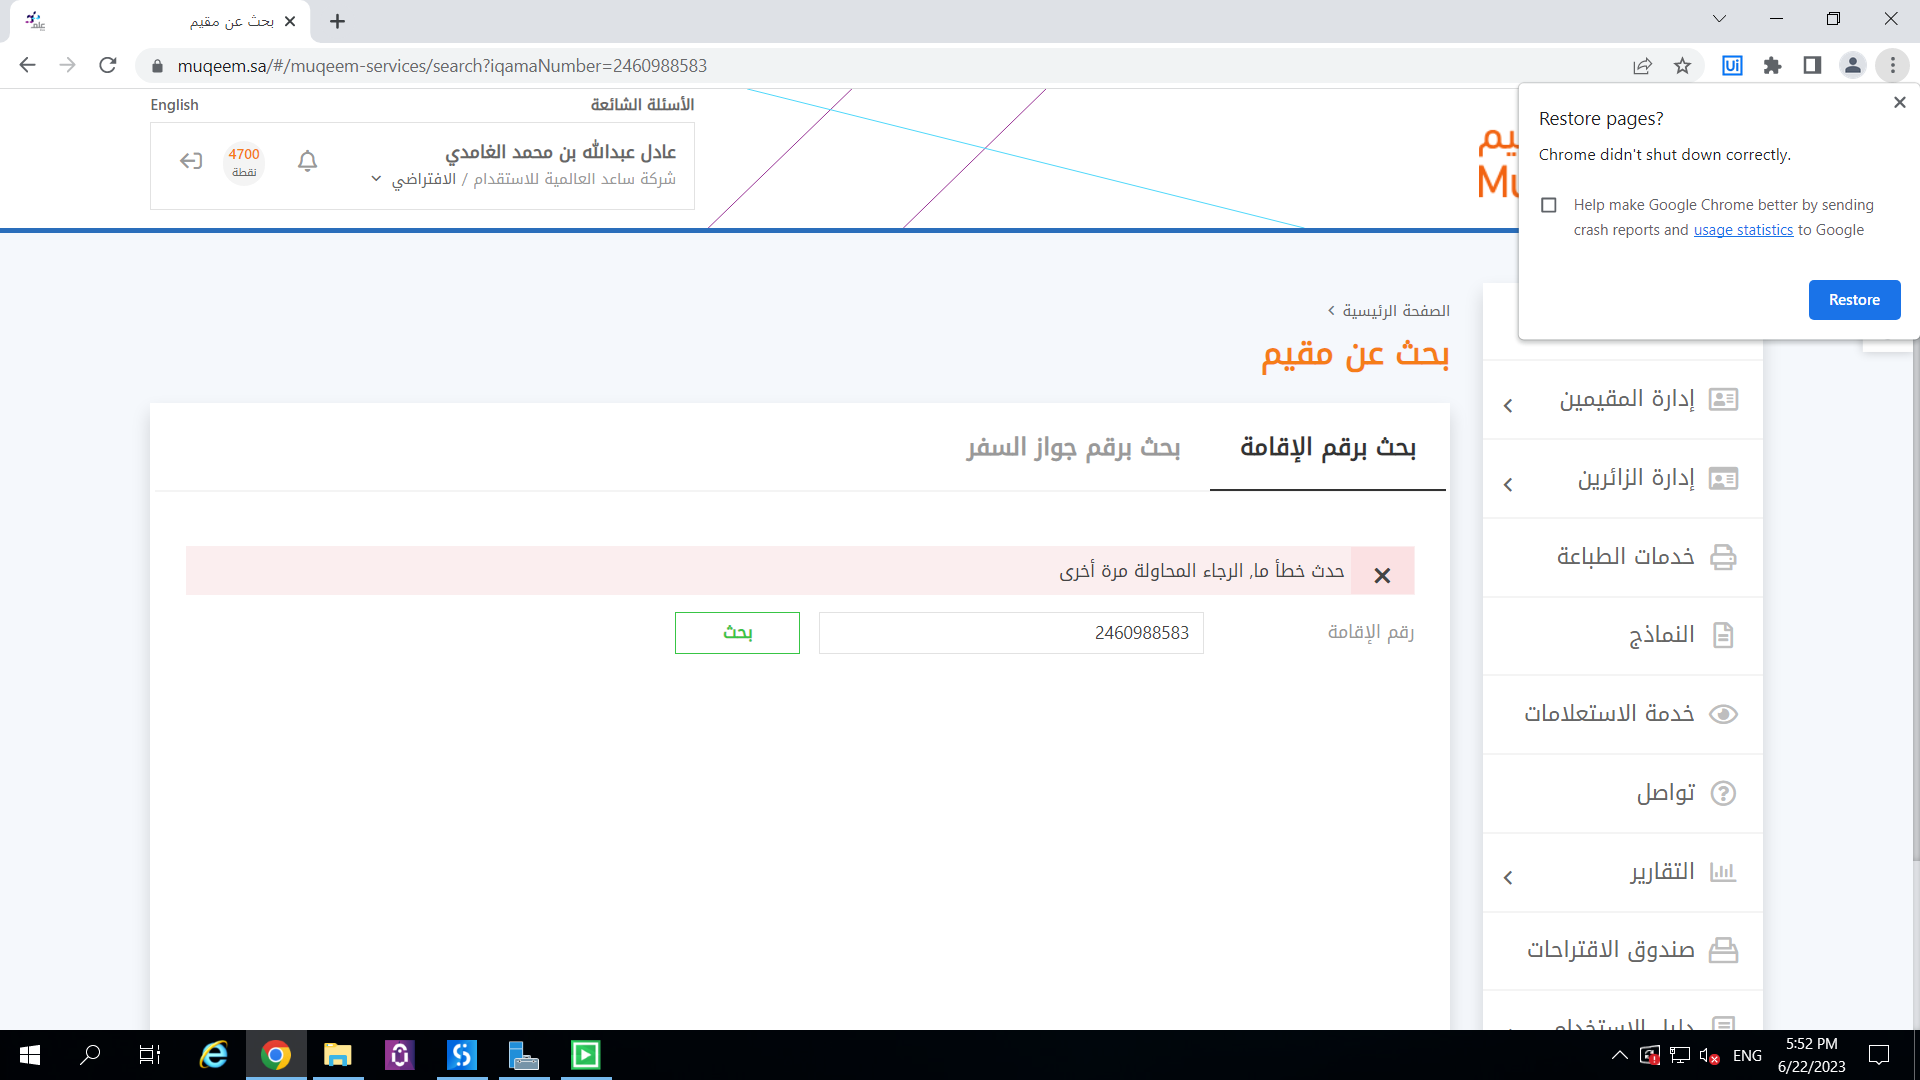 بحث عن مقيم
muqeem.sa/#/muqeem-services/search?iqamaNumber=2460988583
English
الأسئلة الشائعة
عادل عبدالله بن محمد الغامدي
شركة ساعد العالمية للاستقدام / الافتراضي
4700
نقطة
Restore pages?
Chrome didn't shut down correctly.
Help make Google Chrome better by sending
crash reports and usage statistics to Google
Restore
الصفحة الرئيسية
بحث عن مقيم
بحث برقم الإقامة
بحث برقم جواز السفر
حدث خطأ ما, الرجاء المحاولة مرة أخرى
رقم الإقامة
2460988583
بحث
إدارة المقيمين
إدارة الزائرين
خدمات الطباعة
النماذج
خدمة الاستعلامات
تواصل
التقارير
صندوق الاقتراحات
دليل الاستخدام
ENG
5:52 PM
6/22/2023